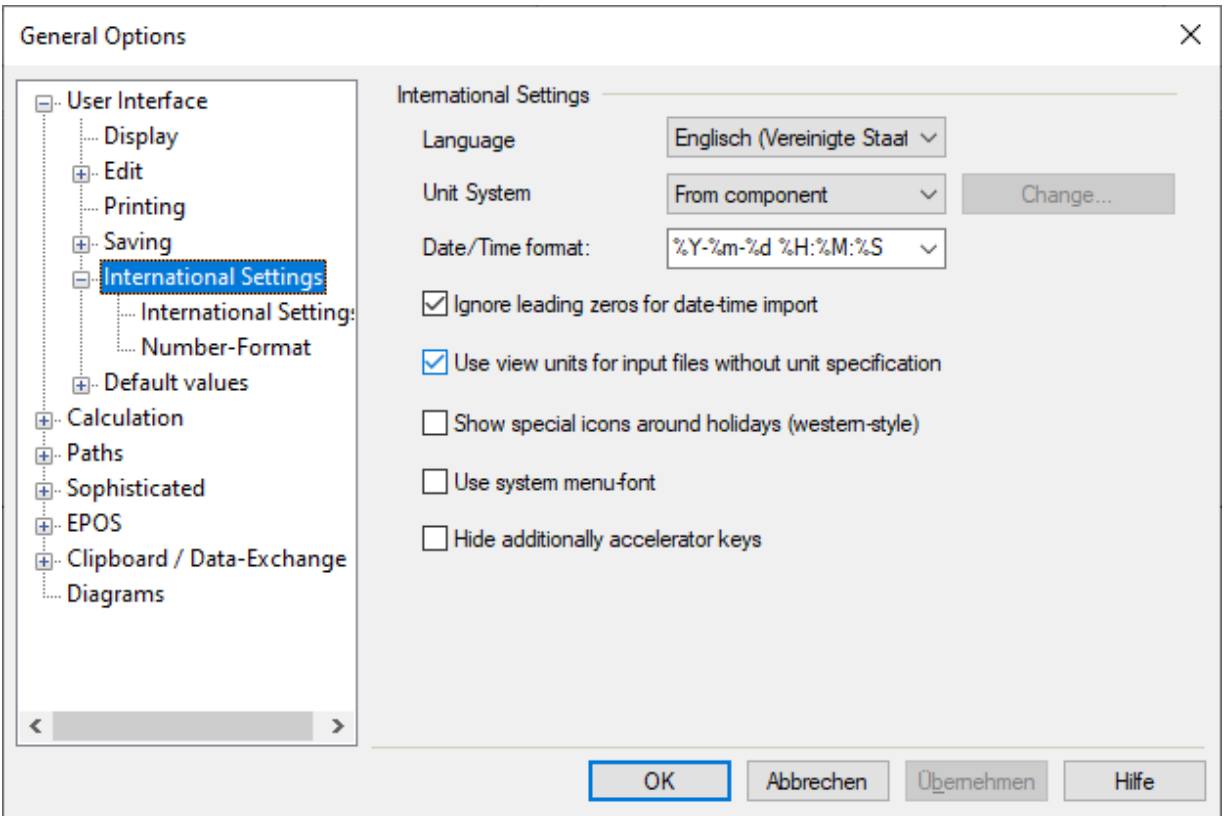 General Options
User Interface
Display
Edit
Printing
Saving
International Settings
International Settings
Number-Format
Default values
Calculation
Paths
Sophisticated
EPOS
Clipboard / Data-Exchange
Diagrams
International Settings
Language Englisch (Vereinigte Staat
Unit System From component Change...
Date/Time format: %Y-%m-%d %H:%M:%S
Ignore leading zeros for date-time import
Use view units for input files without unit specification
Show special icons around holidays (western-style)
Use system menu-font
Hide additionally accelerator keys
OK Abbrechen Übernehmen Hilfe